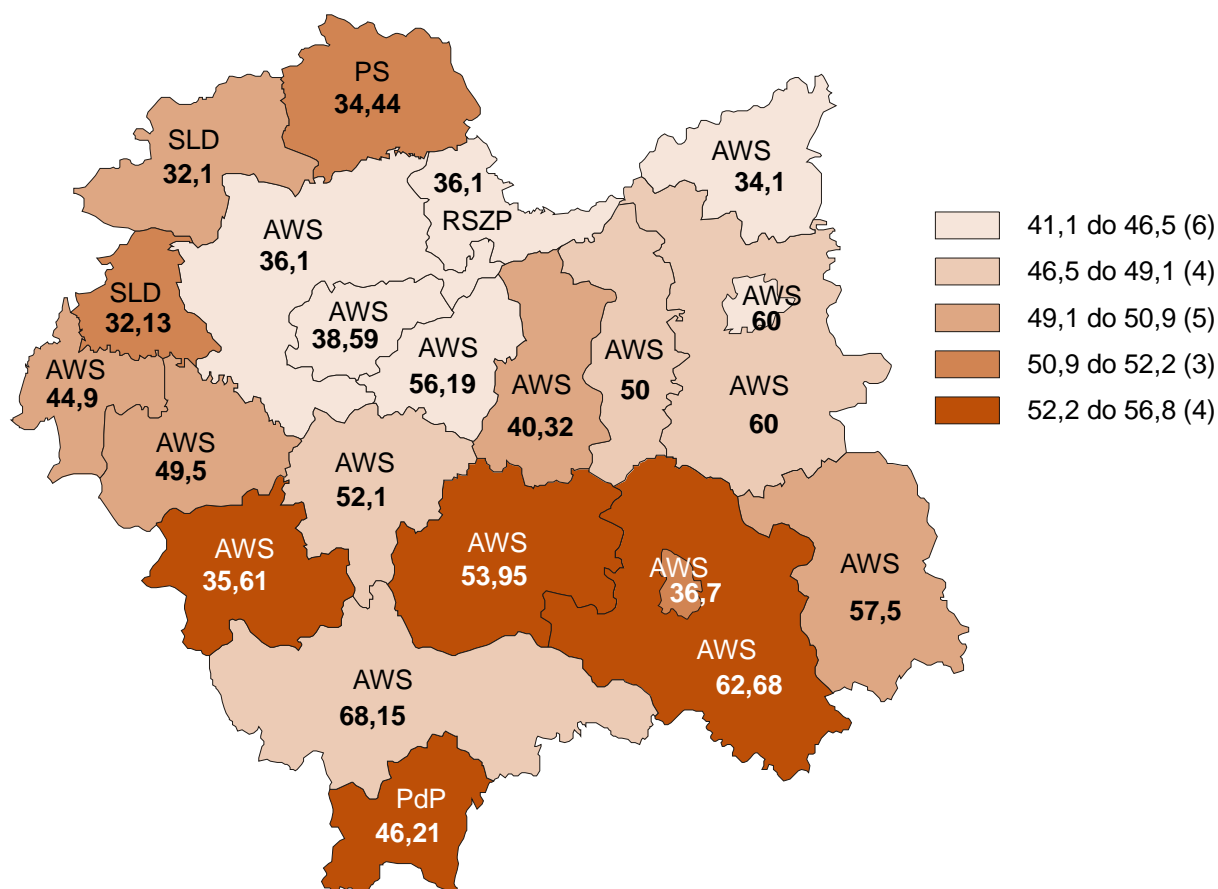 PS
34,44
SLD
32,1
AWS
34,1
36,1
RSZP
AWS
36,1
41,1 do 46,5 (6)
46,5 do 49,1 (4)
49,1 do 50,9 (5)
50,9 do 52,2 (3)
52,2 do 56,8 (4)
SLD
32,13
AWS
38,59
AWS
60
AWS
56,19
AWS
50
AWS
44,9
AWS
40,32
AWS
60
AWS
49,5
AWS
52,1
AWS
35,61
AWS
53,95
AWS
36,7
AWS
57,5
AWS
62,68
AWS
68,15
PdP
46,21